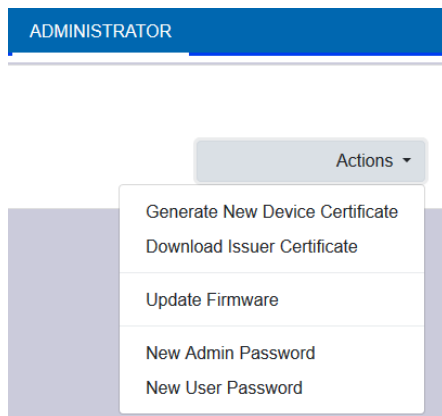 ADMINISTRATOR
Actions
Generate New Device Certificate
Download Issuer Certificate
Update Firmware
New Admin Password
New User Password